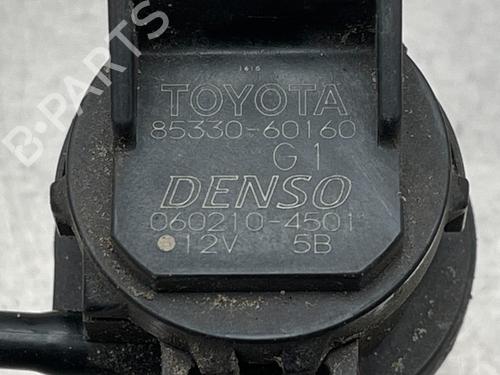 B-PARTS
1616
TOYOTA
85330-60160
G1
DENSO
060210-4501
12V 5B